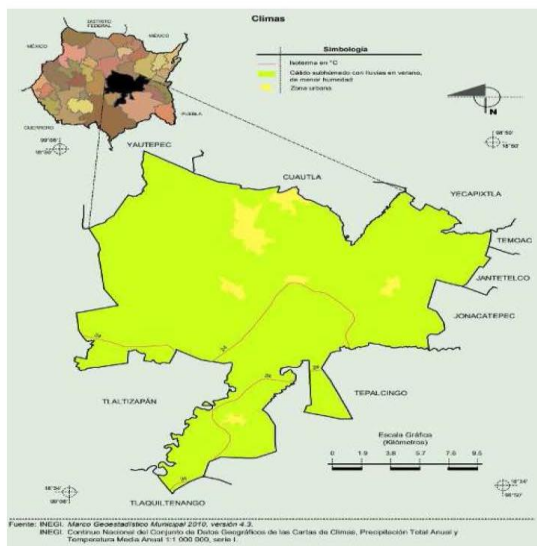 Climas
DISTRITO FEDERAL
MÉXICO
MÉXICO
PUEBLA
GUERRERO
Simbología
Isoterma en °C
Cálido subhúmedo con lluvias en verano,
de menor humedad
Zona urbana
N
YAUTEPEC
CUAUTLA
YECAPIXTLA
TEMOAC
JANTETELCO
JONACATEPEC
TEPALCINGO
TLALTIZAPÁN
TLAQUILTENANGO
Escala Gráfica
(Kilómetros)
0 1.9 3.8 5.7 7.6 9.5
Fuente: INEGI. Marco Geoestadístico Municipal 2010, versión 4.3.
INEGI. Continuo Nacional del Conjunto de Datos Geográficos de las Cartas de Climas, Precipitación Total Anual y
Temperatura Media Anual 1:1 000 000, serie I.